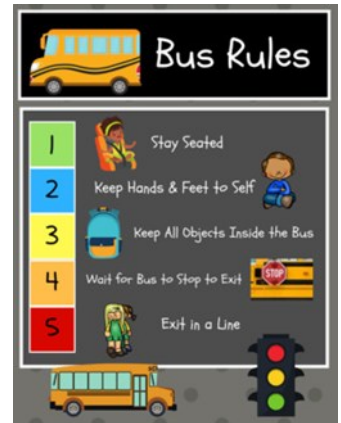 Bus Rules
1 Stay Seated
2 Keep Hands & Feet to Self
3 Keep All Objects Inside the Bus
4 Wait for Bus to Stop to Exit
STOP
5 Exit in a Line